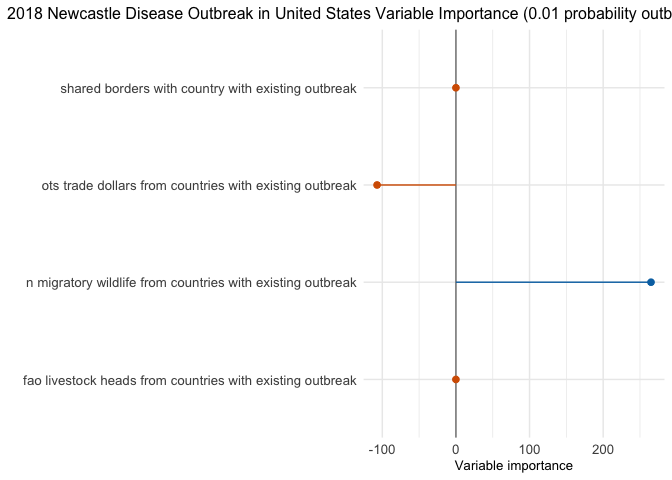 2018 Newcastle Disease Outbreak in United States Variable Importance (0.01 probability outb
shared borders with country with existing outbreak
ots trade dollars from countries with existing outbreak
n migratory wildlife from countries with existing outbreak
fao livestock heads from countries with existing outbreak
-100 0 100 200
Variable importance